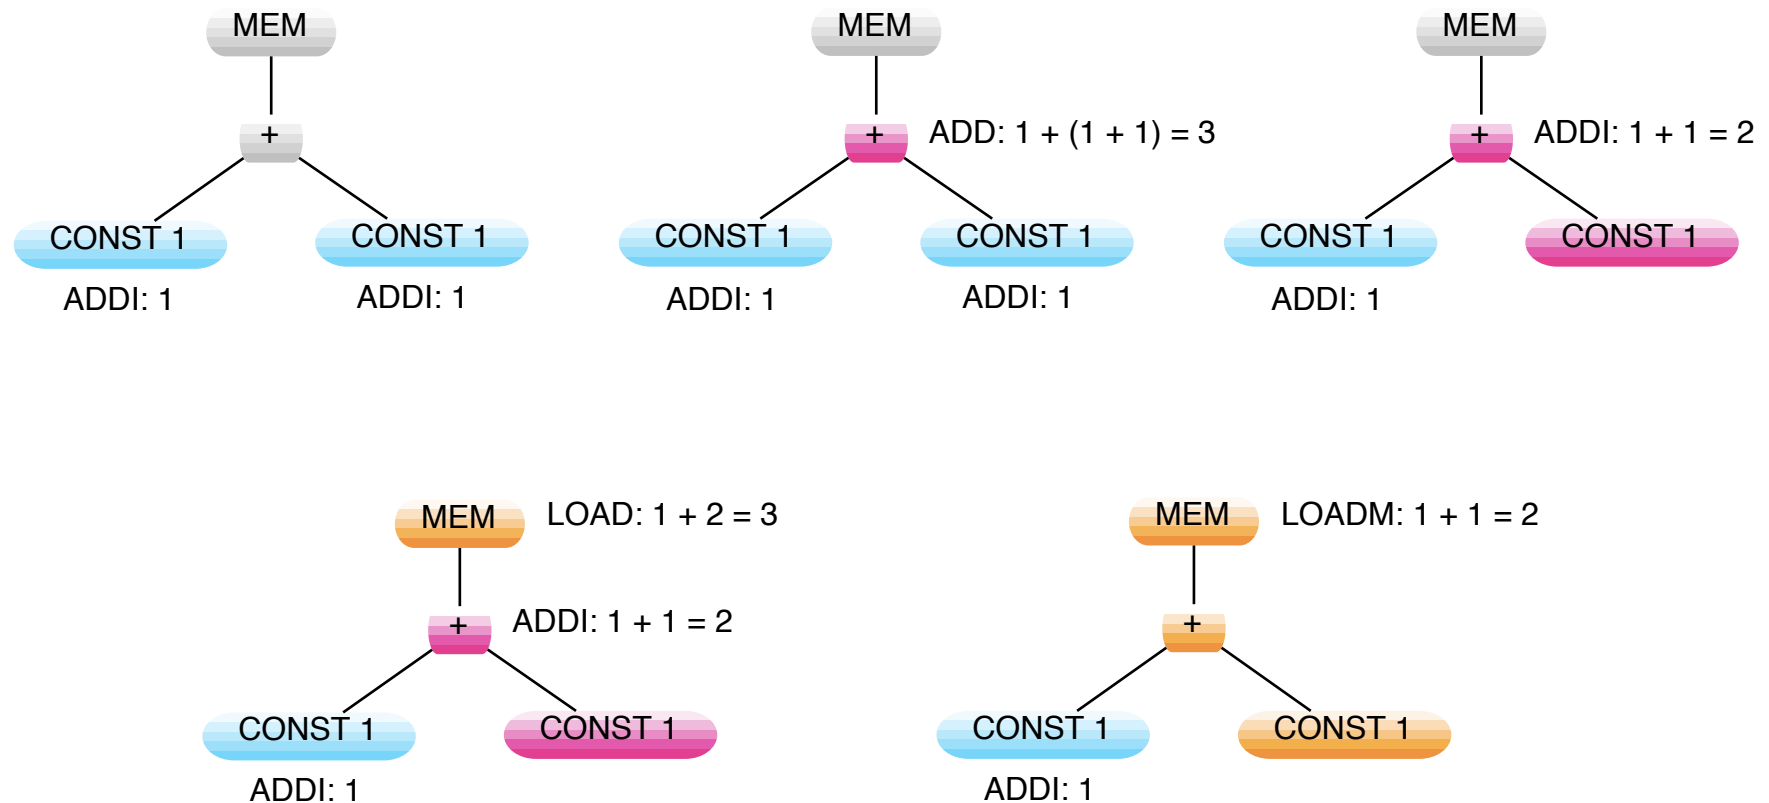 MEM
+
CONST 1
CONST 1
ADDI: 1
ADDI: 1
MEM
+
ADD: 1 + (1 + 1) = 3
CONST 1
CONST 1
ADDI: 1
ADDI: 1
MEM
+
ADDI: 1 + 1 = 2
CONST 1
CONST 1
ADDI: 1
MEM
LOAD: 1 + 2 = 3
+
ADDI: 1 + 1 = 2
CONST 1
CONST 1
ADDI: 1
MEM
LOADM: 1 + 1 = 2
+
CONST 1
CONST 1
ADDI: 1